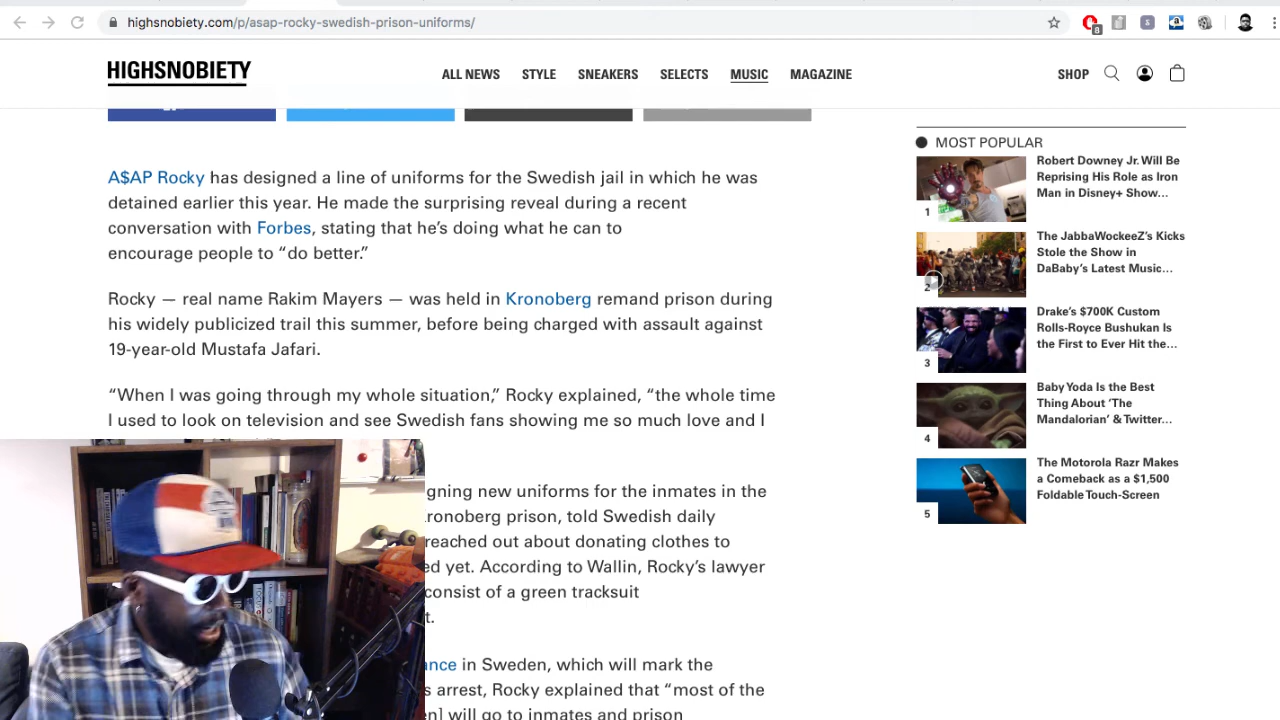 highsnobiety.com/p/asap-rocky-swedish-prison-uniforms/
8
HIGHSNOBIETY
ALL NEWS
STYLE
SNEAKERS
SELECTS
MUSIC
MAGAZINE
SHOP
A$AP Rocky has designed a line of uniforms for the Swedish jail in which he was
detained earlier this year. He made the surprising reveal during a recent
conversation with Forbes, stating that he’s doing what he can to
encourage people to “do better.”
Rocky — real name Rakim Mayers — was held in Kronoberg remand prison during
his widely publicized trail this summer, before being charged with assault against
19-year-old Mustafa Jafari.
“When I was going through my whole situation,” Rocky explained, “the whole time
I used to look on television and see Swedish fans showing me so much love and I
gning new uniforms for the inmates in the
ronoberg prison, told Swedish daily
reached out about donating clothes to
ed yet. According to Wallin, Rocky’s lawyer
consist of a green tracksuit
t.
ance in Sweden, which will mark the
s arrest, Rocky explained that “most of the
en] will go to inmates and prison
MOST POPULAR
1
Robert Downey Jr. Will Be
Reprising His Role as Iron
Man in Disney+ Show...
2
The JabbaWockeeZ’s Kicks
Stole the Show in
DaBaby’s Latest Music...
3
Drake’s $700K Custom
Rolls-Royce Bushukan Is
the First to Ever Hit the...
4
Baby Yoda Is the Best
Thing About ‘The
Mandalorian’ & Twitter...
5
The Motorola Razr Makes
a Comeback as a $1,500
Foldable Touch-Screen